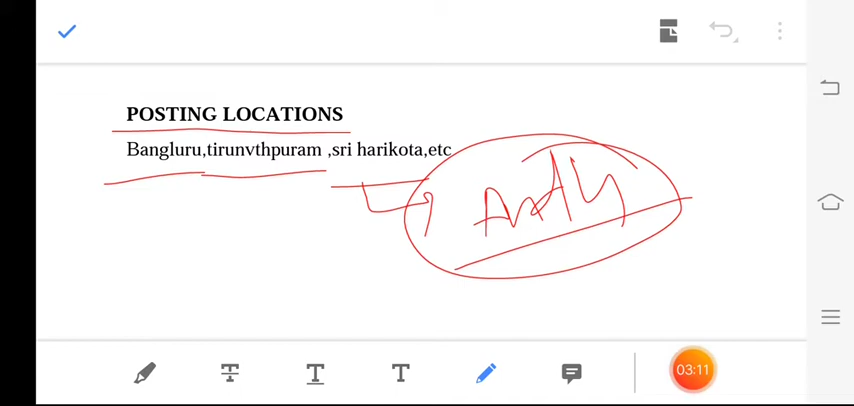 POSTING LOCATIONS
Bangluru,tirunvthpuram ,sri harikota,etc
T T T
03:11